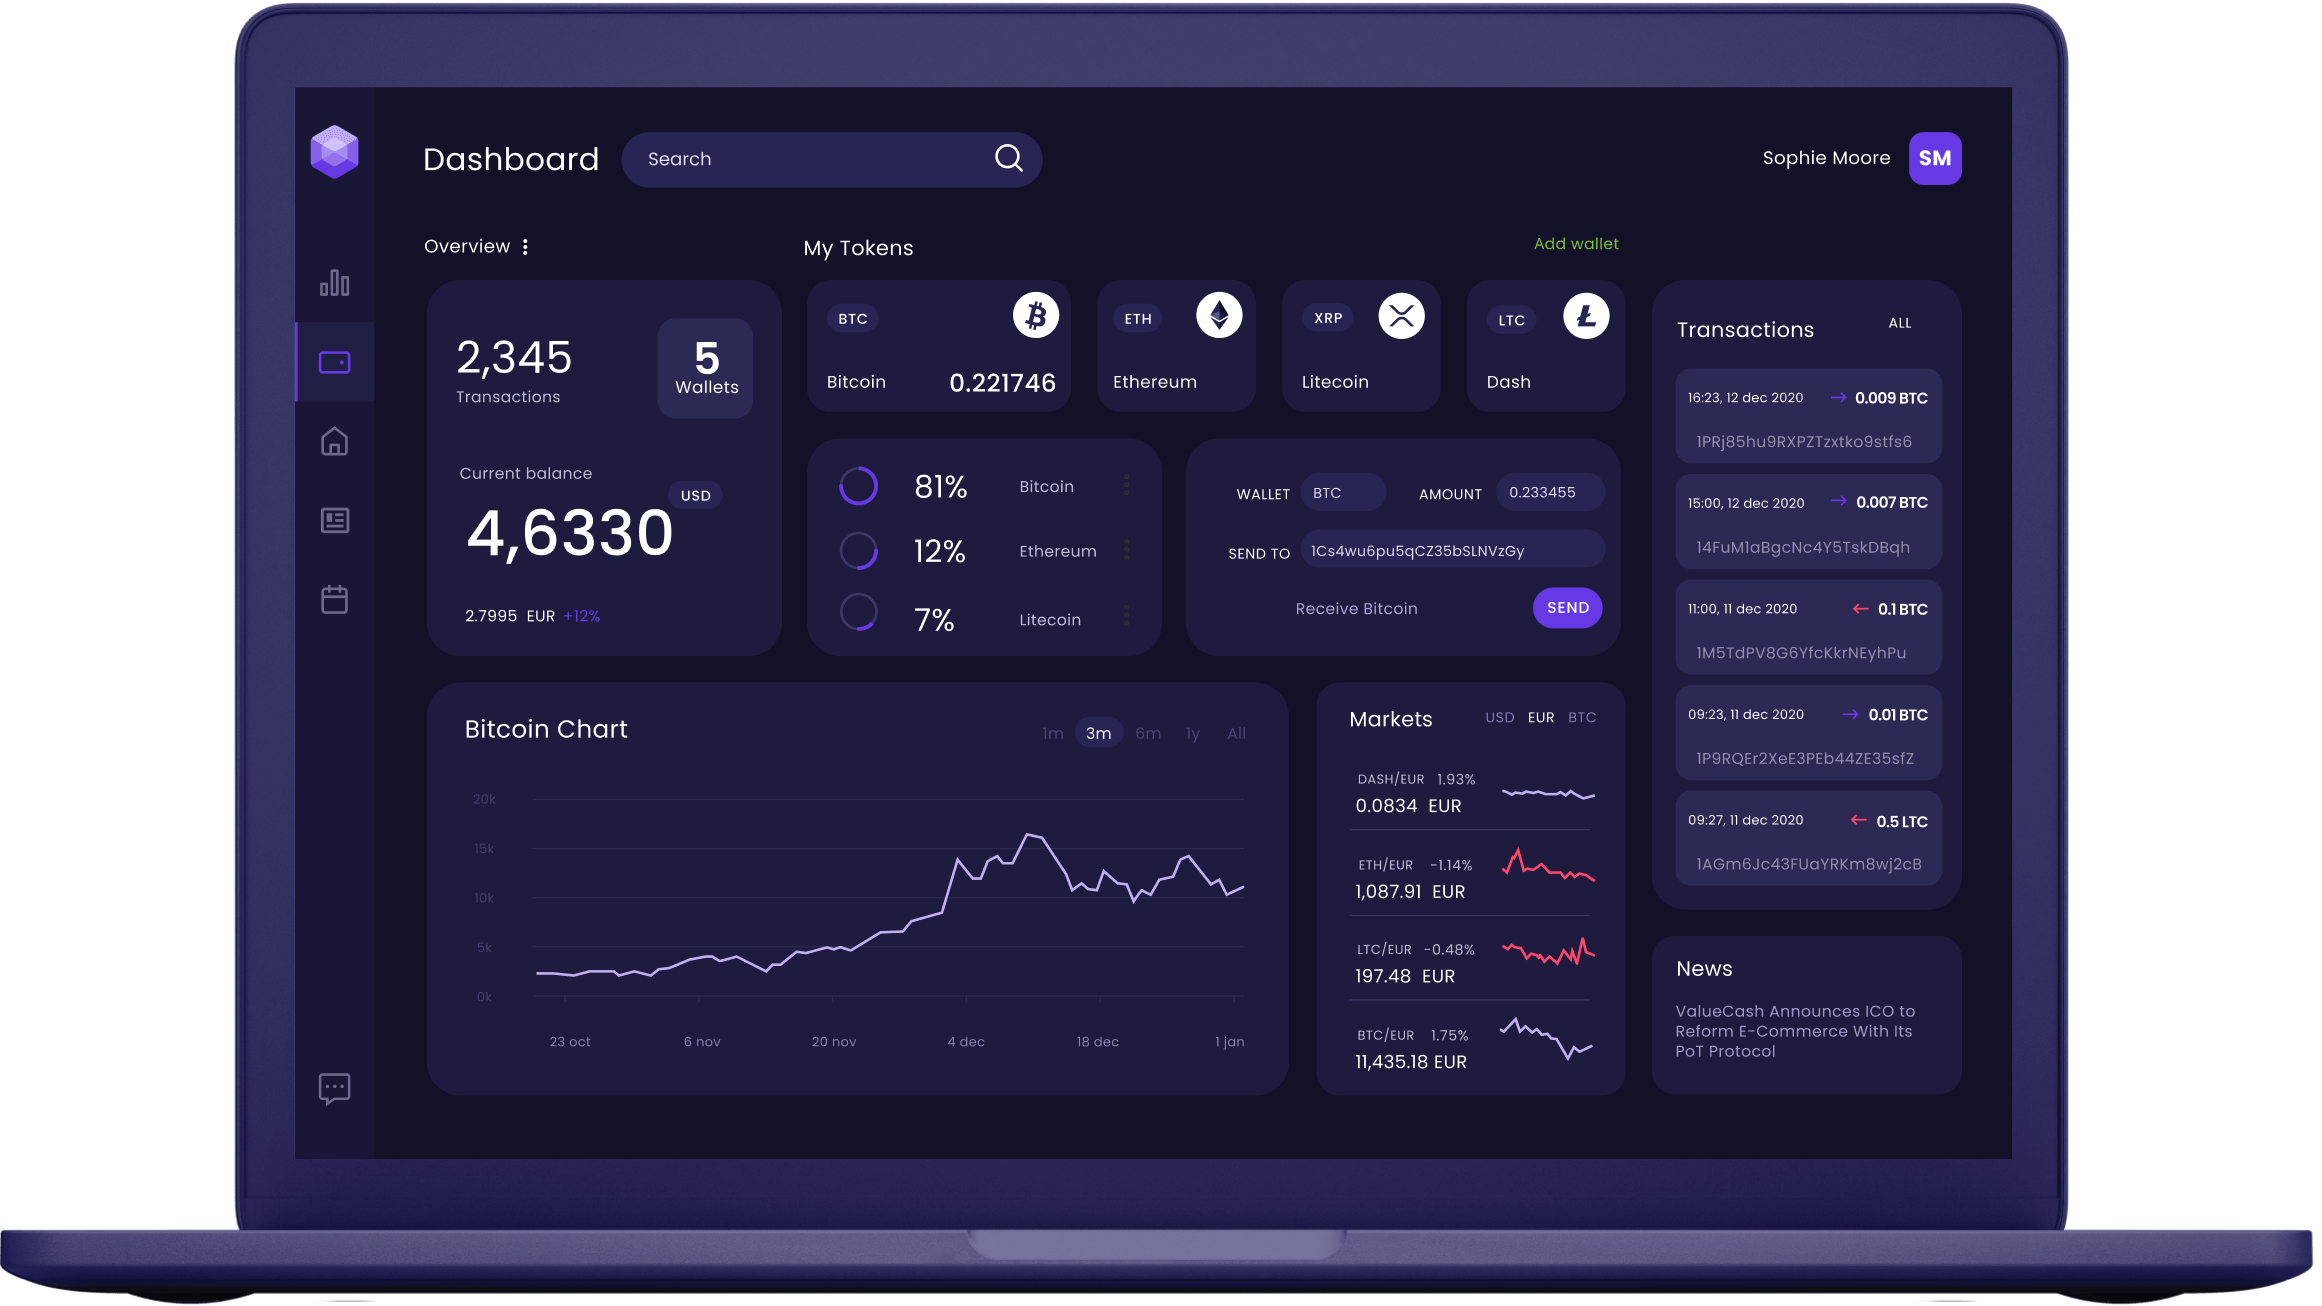 Dashboard
Search
Sophie Moore
SM
Overview
My Tokens
Add wallet
2,345
Transactions
5
Wallets
Current balance
USD
4,6330
2.7995 EUR +12%
BTC
Bitcoin
0.221746
ETH
Ethereum
XRP
Litecoin
LTC
Dash
81% Bitcoin
12% Ethereum
7% Litecoin
WALLET BTC AMOUNT 0.233455
SEND TO 1Cs4wu6pu5qCZ35bSLNVzGy
Receive Bitcoin SEND
Transactions ALL
16:23, 12 dec 2020 → 0.009 BTC
1PRj85hu9RXPZTzxtko9stfs6
15:00, 12 dec 2020 → 0.007 BTC
14FuM1aBgcNc4Y5TskDBqh
11:00, 11 dec 2020 ← 0.1 BTC
1M5TdPV8G6YfcKkrNEyhPu
09:23, 11 dec 2020 → 0.01 BTC
1P9RQEr2XeE3PEb44ZE35sfZ
09:27, 11 dec 2020 ← 0.5 LTC
1AGm6Jc43FUaYRKm8wj2cB
Bitcoin Chart
1m 3m 6m 1y All
20k
15k
10k
5k
0k
23 oct 6 nov 20 nov 4 dec 18 dec 1 jan
Markets USD EUR BTC
DASH/EUR 1.93%
0.0834 EUR
ETH/EUR -1.14%
1,087.91 EUR
LTC/EUR -0.48%
197.48 EUR
BTC/EUR 1.75%
11,435.18 EUR
News
ValueCash Announces ICO to
Reform E-Commerce With Its
PoT Protocol